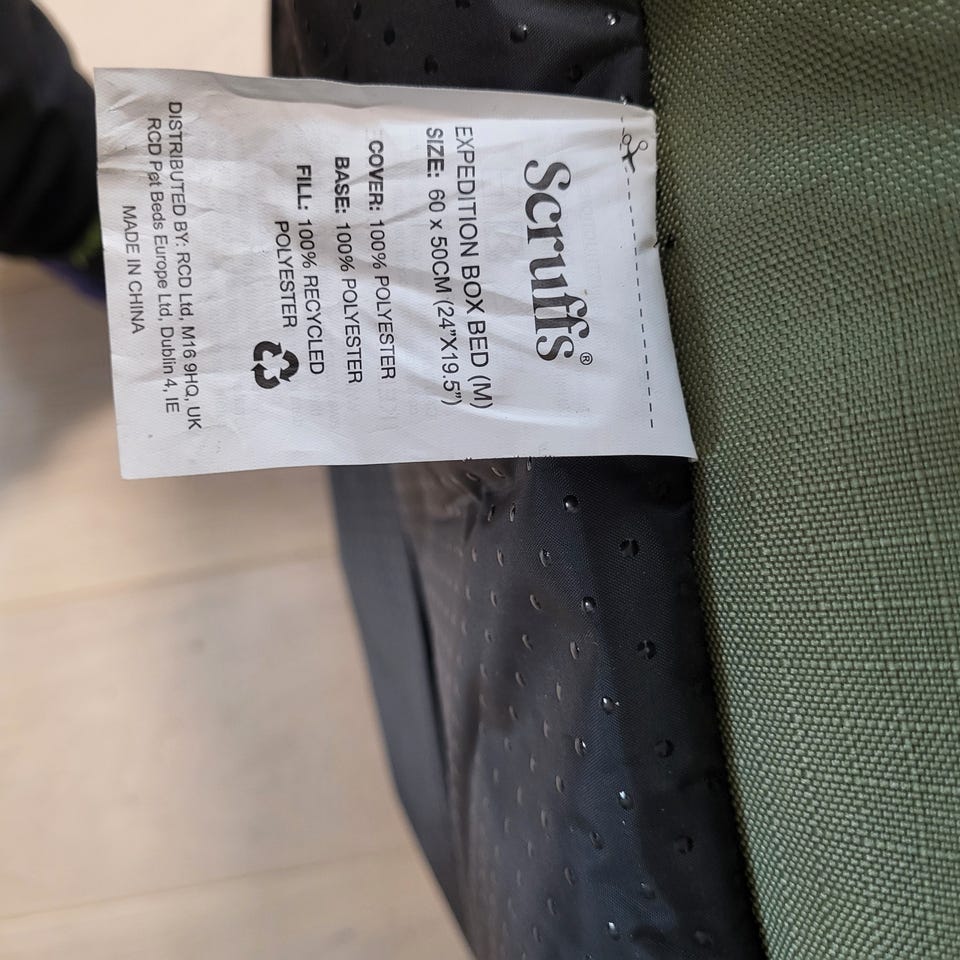 Scruffs®
EXPEDITION BOX BED (M)
SIZE: 60 x 50CM (24”X19.5”)
COVER: 100% POLYESTER
BASE: 100% POLYESTER
FILL: 100% RECYCLED
POLYESTER
DISTRIBUTED BY: RCD Ltd, M16 9HQ, UK
RCD Pet Beds Europe Ltd, Dublin 4, IE
MADE IN CHINA